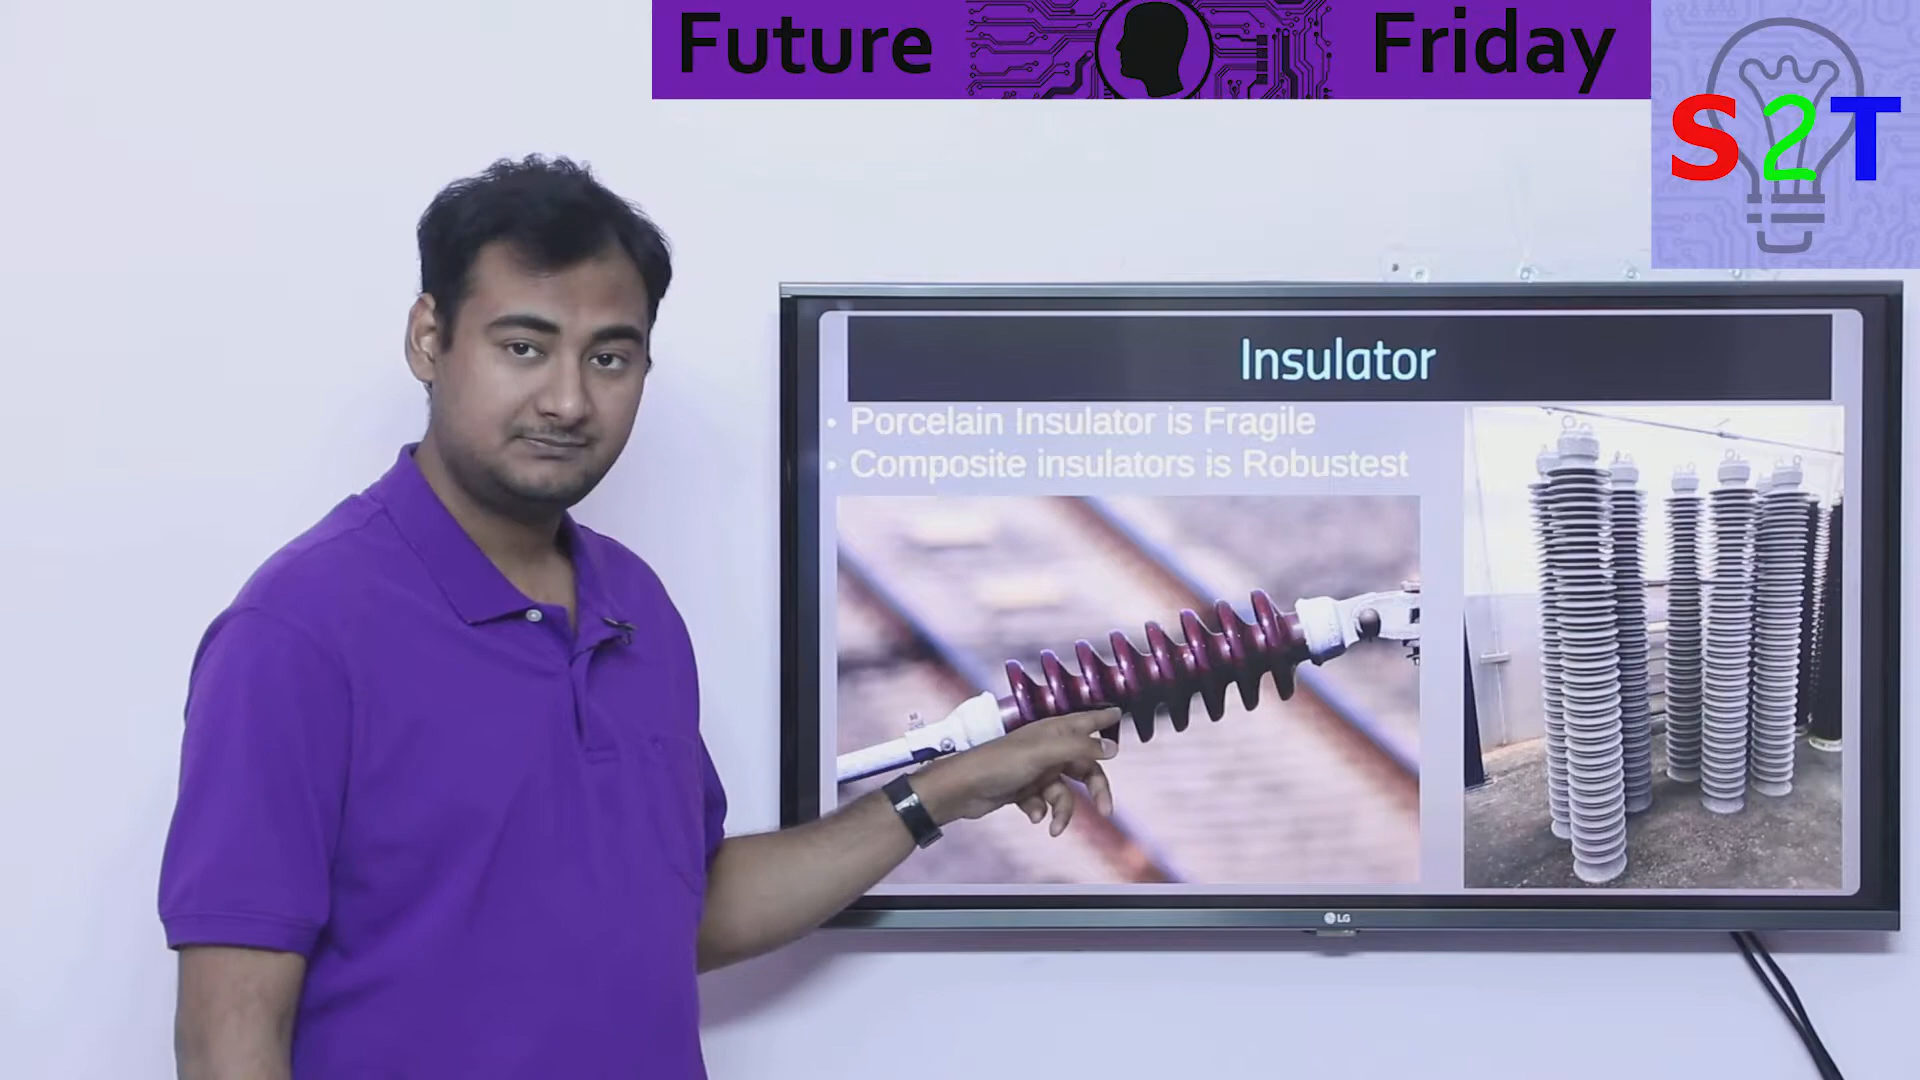 Future Friday
S2T
Insulator
• Porcelain Insulator is Fragile
• Composite insulators is Robustest
LG